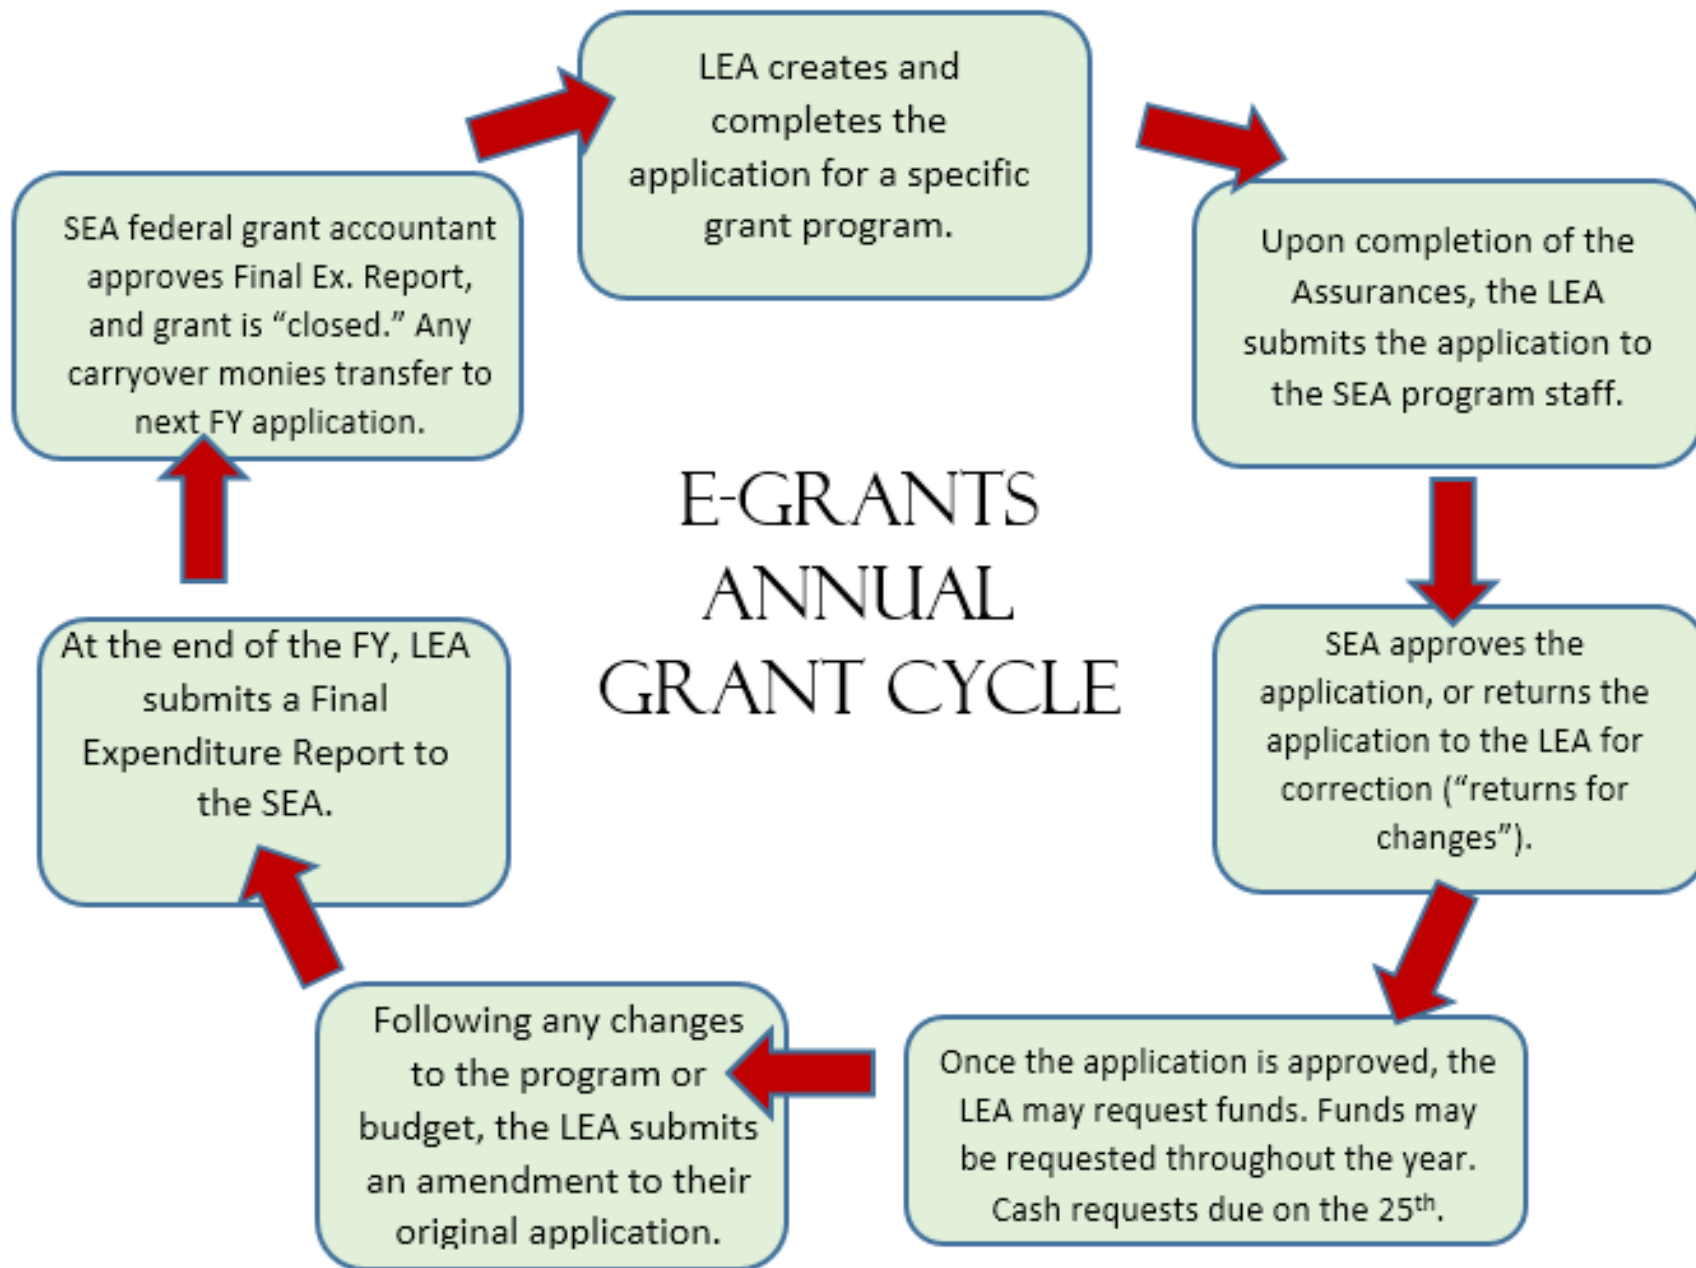 LEA creates and
completes the
application for a specific
grant program.
Upon completion of the
Assurances, the LEA
submits the application to
the SEA program staff.
SEA approves the
application, or returns the
application to the LEA for
correction (“returns for
changes”).
Once the application is approved, the
LEA may request funds. Funds may
be requested throughout the year.
Cash requests due on the 25th.
Following any changes
to the program or
budget, the LEA submits
an amendment to their
original application.
At the end of the FY, LEA
submits a Final
Expenditure Report to
the SEA.
SEA federal grant accountant
approves Final Ex. Report,
and grant is “closed.” Any
carryover monies transfer to
next FY application.
E-GRANTS
ANNUAL
GRANT CYCLE